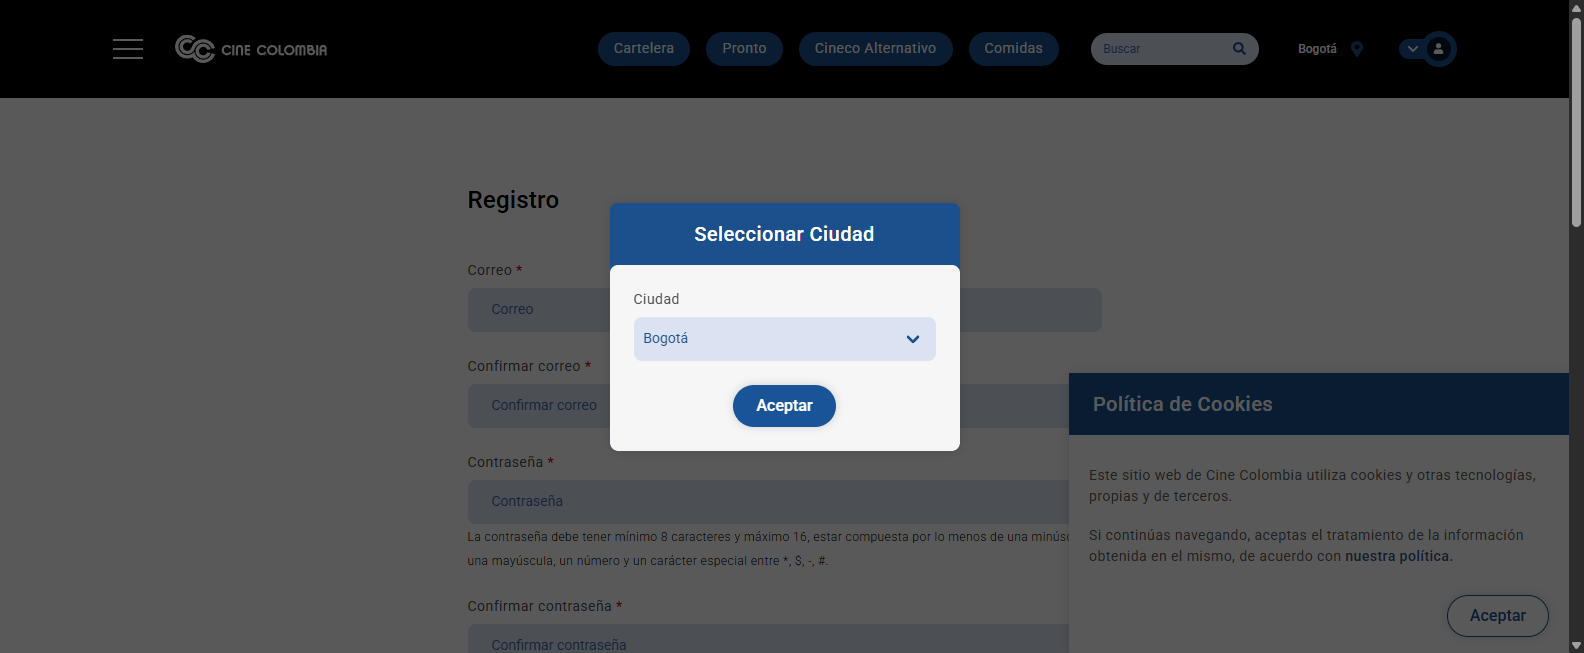 CINE COLOMBIA
Cartelera
Pronto
Cineco Alternativo
Comidas
Buscar
Bogotá
Registro
Correo *
Correo
Confirmar correo *
Confirmar correo
Contraseña *
Contraseña
La contraseña debe tener mínimo 8 caracteres y máximo 16, estar compuesta por lo menos de una
una mayúscula, un número y un carácter especial entre *, $, -, #.
Confirmar contraseña *
Confirmar contraseña
Seleccionar Ciudad
Ciudad
Bogotá
Aceptar
Política de Cookies
Este sitio web de Cine Colombia utiliza cookies y otras tecnologías,
propias y de terceros.
Si continúas navegando, aceptas el tratamiento de la información
obtenida en el mismo, de acuerdo con nuestra política.
Aceptar